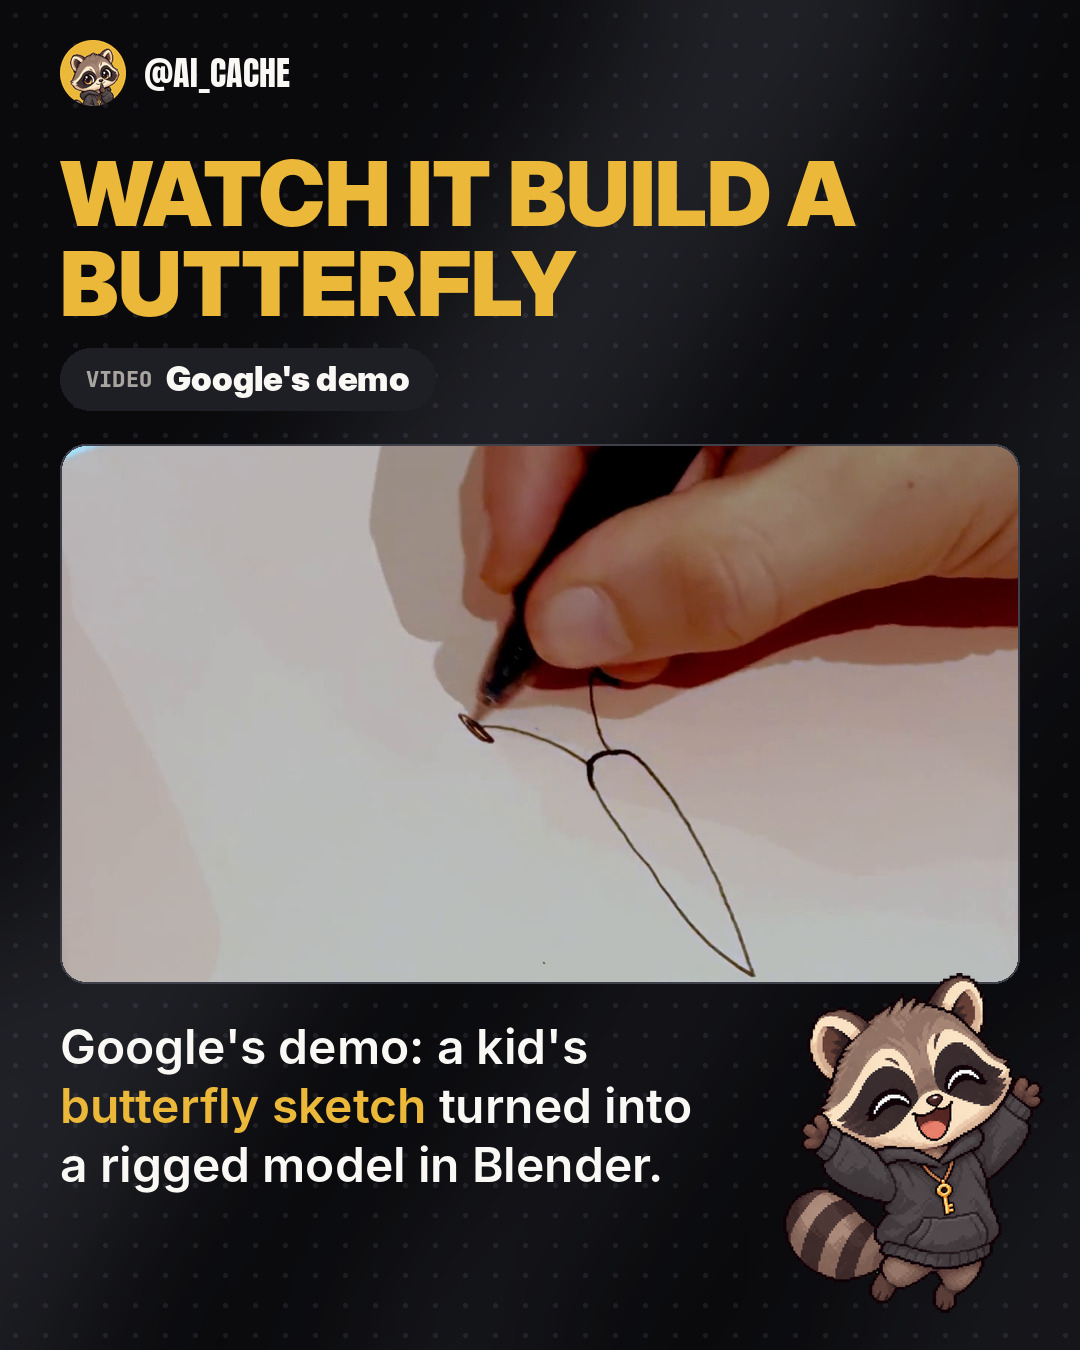 @AI_CACHE
WATCH IT BUILD A
BUTTERFLY
VIDEO Google's demo
Google's demo: a kid's
butterfly sketch turned into
a rigged model in Blender.